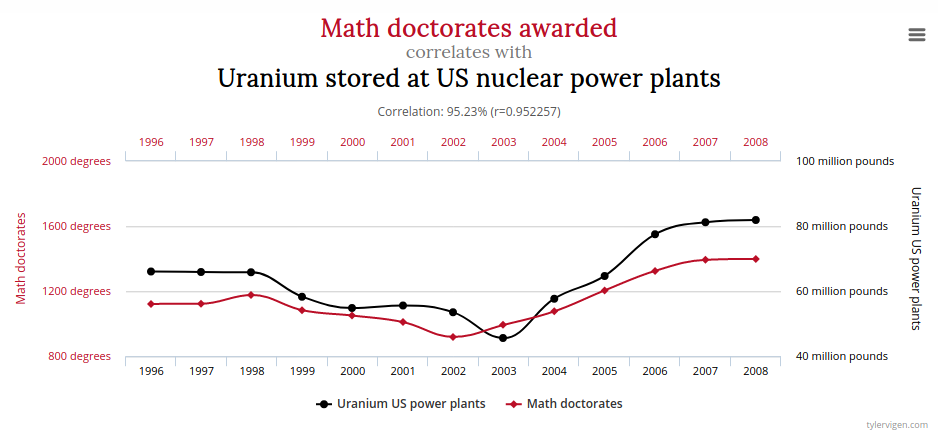 Math doctorates awarded
correlates with
Uranium stored at US nuclear power plants
Correlation: 95.23% (r=0.952257)
1996 1997 1998 1999 2000 2001 2002 2003 2004 2005 2006 2007 2008
2000 degrees 100 million pounds
1600 degrees 80 million pounds
1200 degrees 60 million pounds
800 degrees 40 million pounds
Math doctorates
Uranium US power plants
1996 1997 1998 1999 2000 2001 2002 2003 2004 2005 2006 2007 2008
Uranium US power plants Math doctorates
tylervigen.com